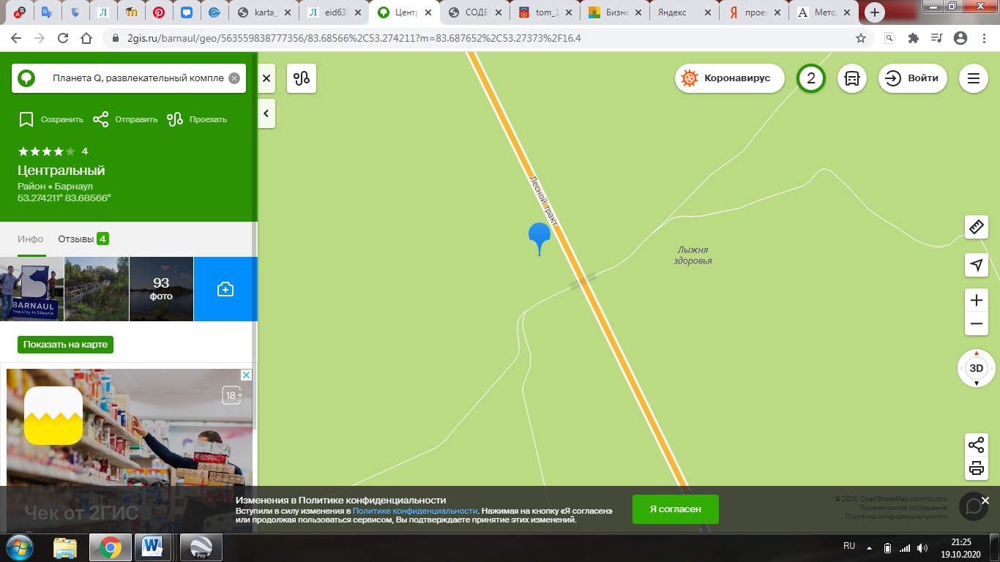 karta_
eid637
Центр
СОДЕ
tom_1
Бизне
Яндекс
прое
Мето
2gis.ru/barnaul/geo/563559838777356/83.68566%2C53.274211?m=83.687652%2C53.27373%2F16.4
Планета Q, развлекательный компле
Сохранить
Отправить
Проехать
4
Центральный
Район • Барнаул
53.274211° 83.68566°
Инфо
Отзывы 4
BARNAUL
The city in Siberia
93
фото
Показать на карте
18+
Чек от 2ГИС
Коронавирус
2
Войти
Лесной тракт
Лыжня
здоровья
3D
Изменения в Политике конфиденциальности
Вступили в силу изменения в Политике конфиденциальности. Нажимая на кнопку «Я согласен»
или продолжая пользоваться сервисом, Вы подтверждаете принятие этих изменений.
Я согласен
© 2GIS, OpenStreetMap contributors
Лицензионное соглашение
Политика конфиденциальности
Pro
RU
21:25
19.10.2020